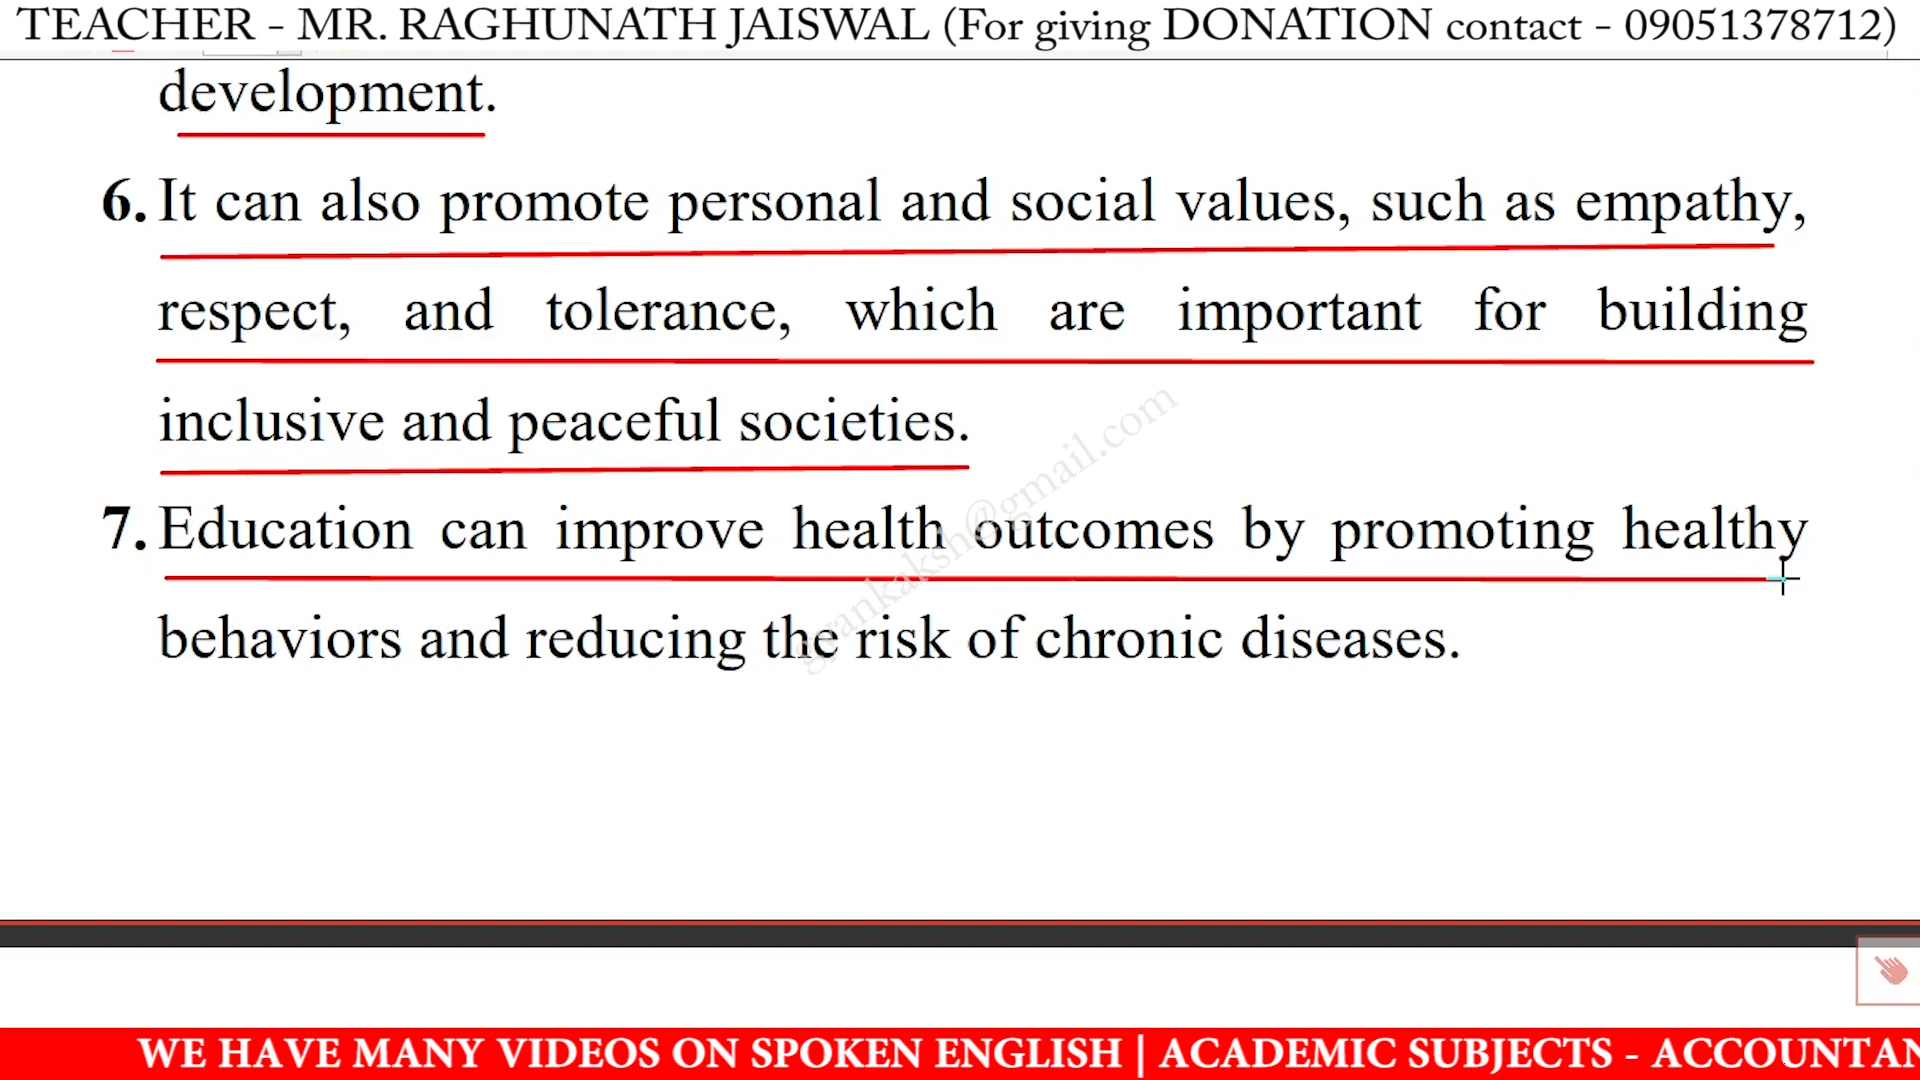 TEACHER - MR. RAGHUNATH JAISWAL (For giving DONATION contact - 09051378712)
development.
6. It can also promote personal and social values, such as empathy,
respect, and tolerance, which are important for building
inclusive and peaceful societies.
7. Education can improve health outcomes by promoting healthy
behaviors and reducing the risk of chronic diseases.
gyankaksh@gmail.com
WE HAVE MANY VIDEOS ON SPOKEN ENGLISH | ACADEMIC SUBJECTS - ACCOUNTAN